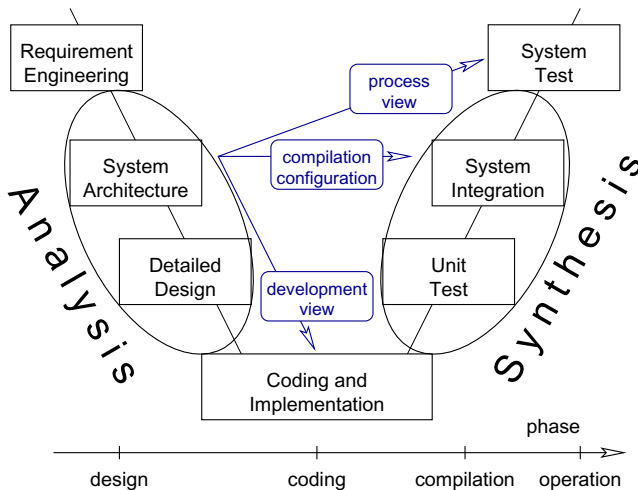 Requirement
Engineering
System
Test
process
view
System
Architecture
compilation
configuration
System
Integration
Analysis
Synthesis
Detailed
Design
development
view
Unit
Test
Coding and
Implementation
phase
design
coding
compilation
operation